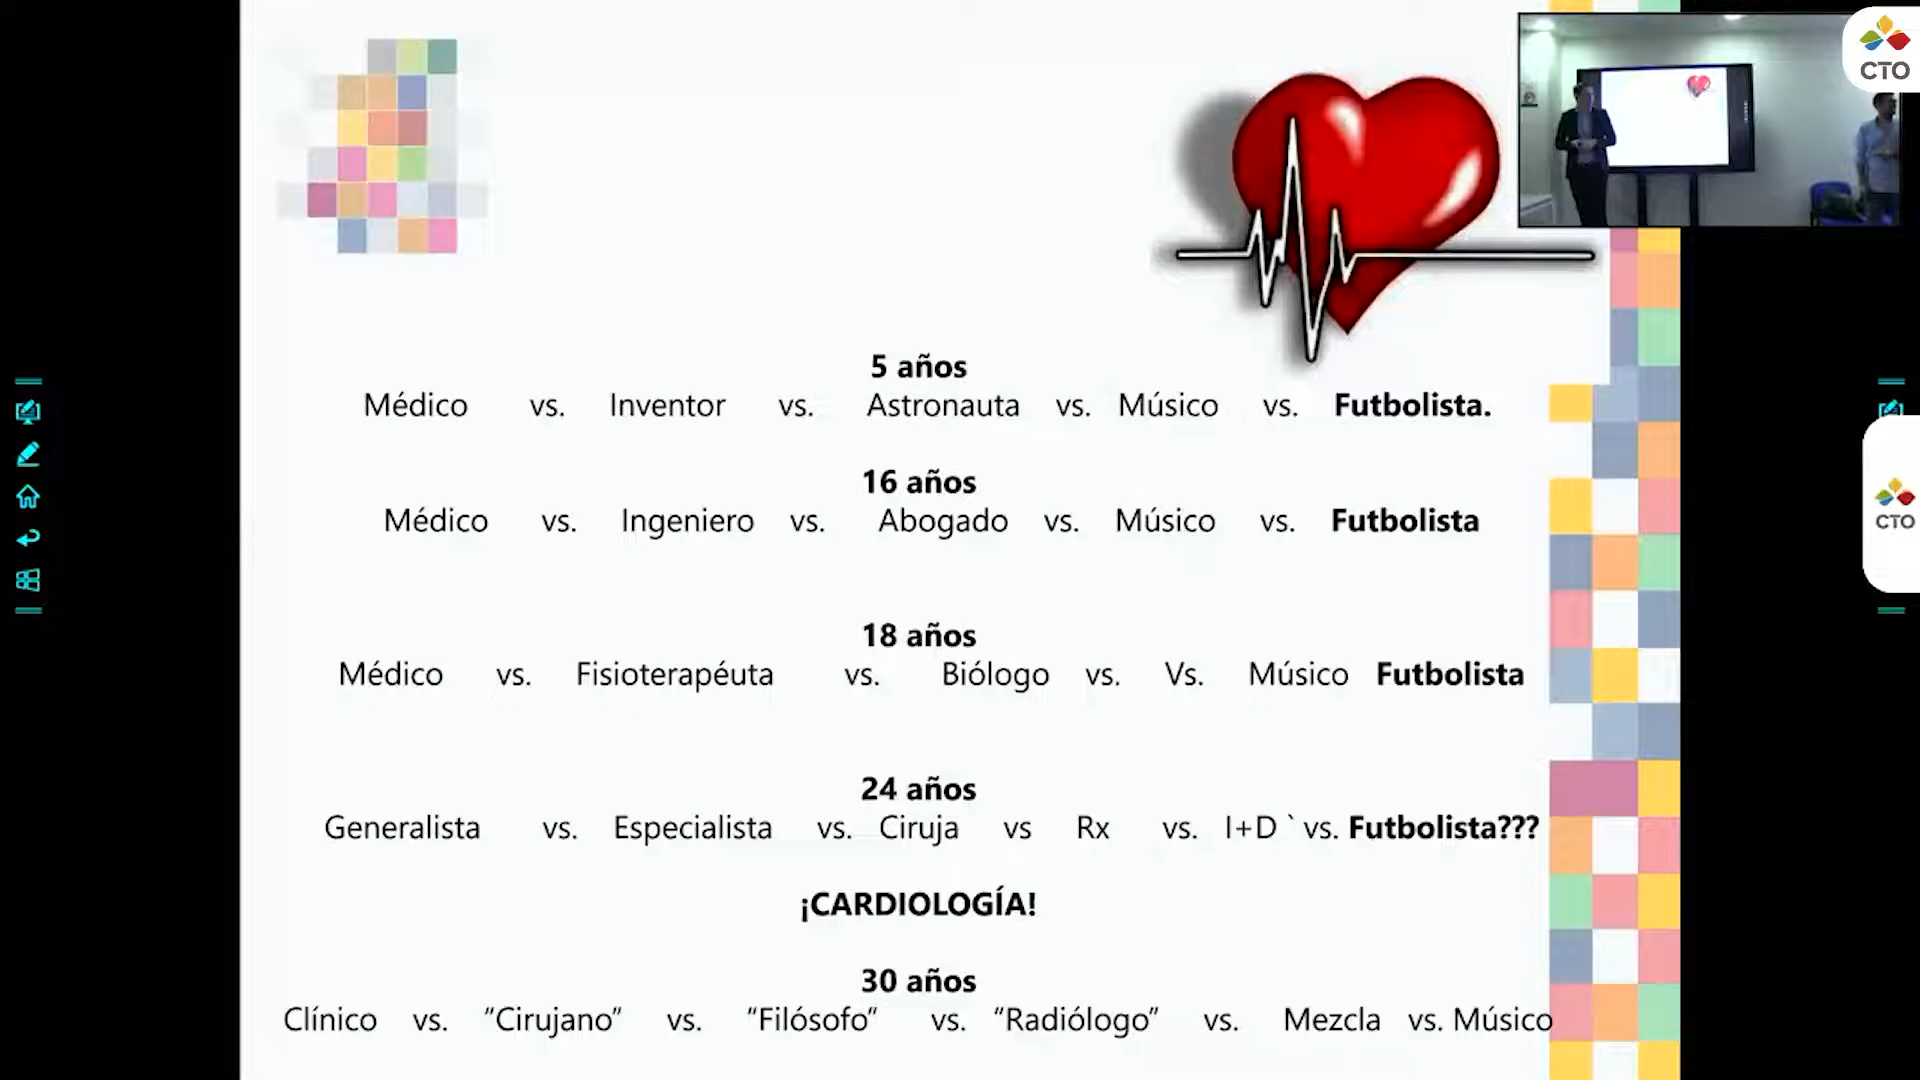 CTO
5 años
Médico vs. Inventor vs. Astronauta vs. Músico vs. Futbolista.
16 años
Médico vs. Ingeniero vs. Abogado vs. Músico vs. Futbolista
CTO
18 años
Médico vs. Fisioterapéuta vs. Biólogo vs. Vs. Músico Futbolista
24 años
Generalista vs. Especialista vs. Ciruja vs Rx vs. I+D ` vs. Futbolista???
¡CARDIOLOGÍA!
30 años
Clínico vs. “Cirujano” vs. “Filósofo” vs. “Radiólogo” vs. Mezcla vs. Músico